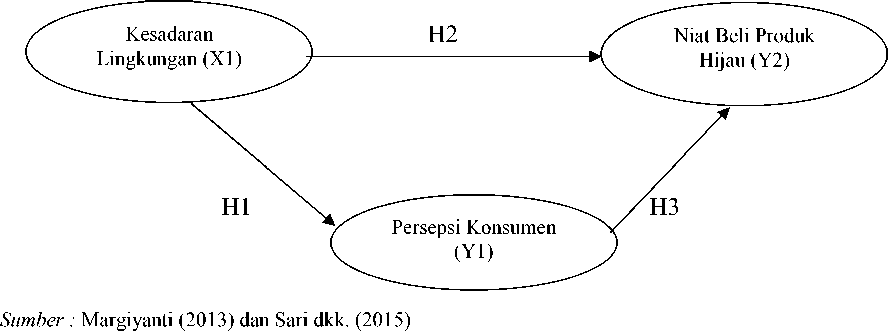 Kesadaran
Lingkungan (X1)
H2
Niat Beli Produk
Hijau (Y2)
H1
Persepsi Konsumen
(Y1)
H3
Sumber : Margiyanti (2013) dan Sari dkk. (2015)